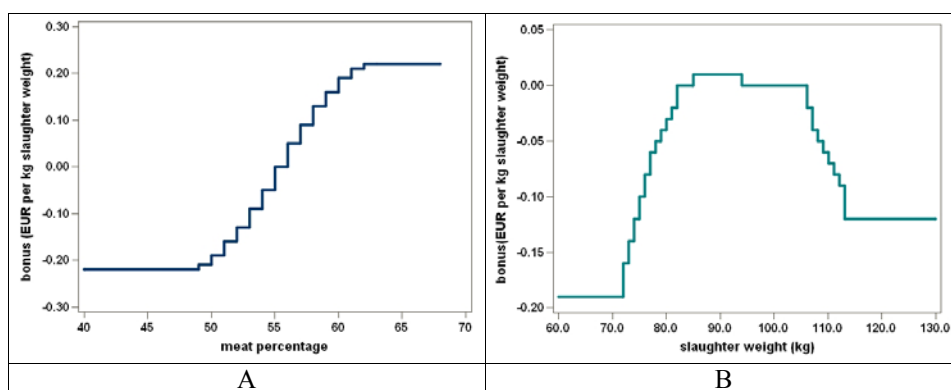 0.30
0.20
0.10
0.00
-0.10
-0.20
-0.30
bonus (EUR per kg slaughter weight)
40 45 50 55 60 65 70
meat percentage
A
0.05
0.00
-0.05
-0.10
-0.15
-0.20
bonus(EUR per kg slaughter weight)
60.0 70.0 80.0 90.0 100.0 110.0 120.0 130.0
slaughter weight (kg)
B